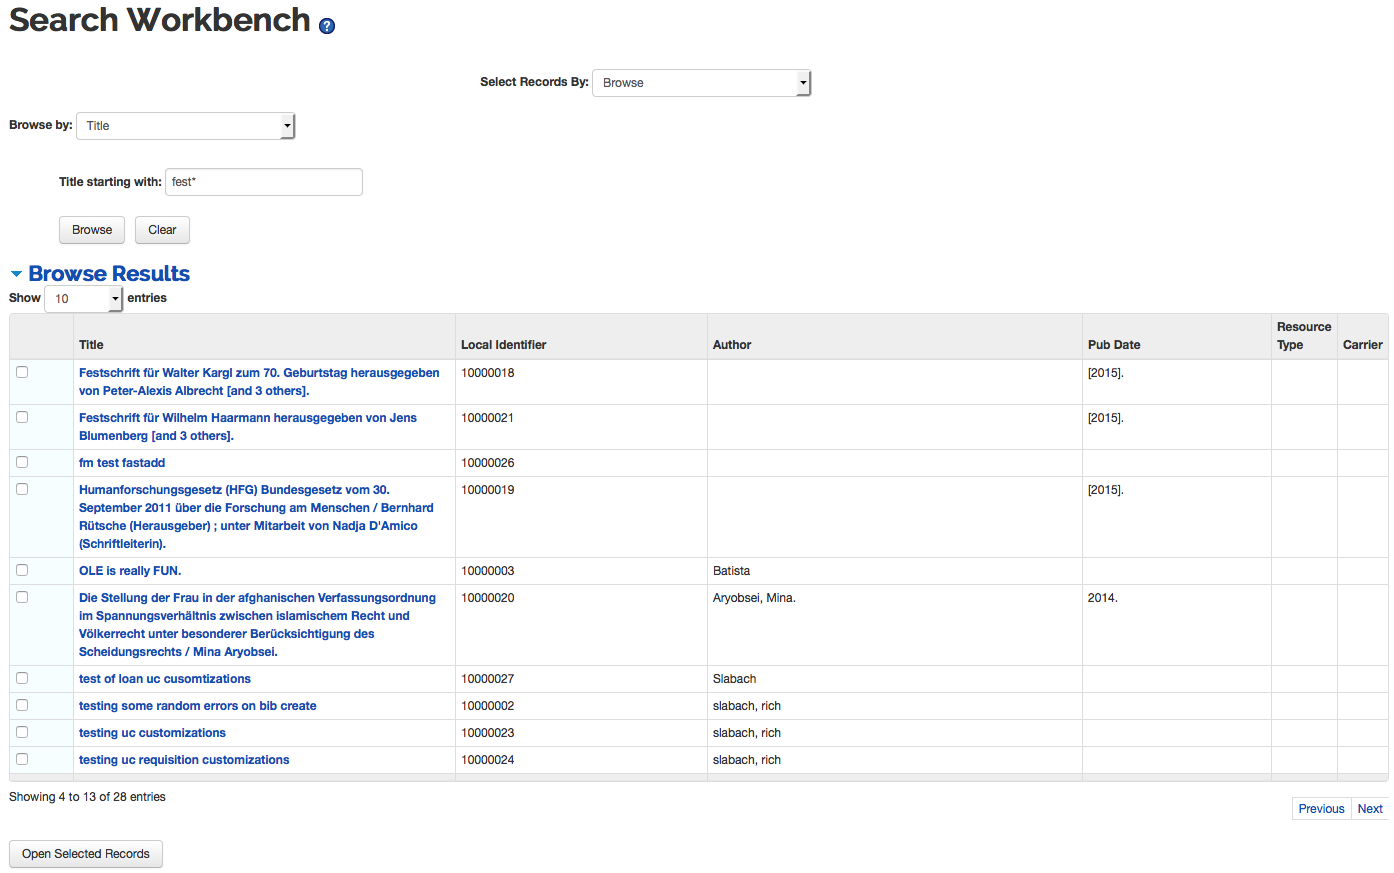 Search Workbench ?
Select Records By: Browse
Browse by: Title
Title starting with: fest*
Browse Clear
Browse Results
Show 10 entries
Title Local Identifier Author Pub Date Resource Type Carrier
Festschrift für Walter Kargl zum 70. Geburtstag herausgegeben 10000018 [2015].
von Peter-Alexis Albrecht [and 3 others].
Festschrift für Wilhelm Haarmann herausgegeben von Jens 10000021 [2015].
Blumenberg [and 3 others].
fm test fastadd 10000026
Humanforschungsgesetz (HFG) Bundesgesetz vom 30. 10000019 [2015].
September 2011 über die Forschung am Menschen / Bernhard
Rütsche (Herausgeber) ; unter Mitarbeit von Nadja D'Amico
(Schriftleiterin).
OLE is really FUN. 10000003 Batista
Die Stellung der Frau in der afghanischen Verfassungsordnung 10000020 Aryobsei, Mina. 2014.
im Spannungsverhältnis zwischen islamischem Recht und
Völkerrecht unter besonderer Berücksichtigung des
Scheidungsrechts / Mina Aryobsei.
test of loan uc cusomtizations 10000027 Slabach
testing some random errors on bib create 10000002 slabach, rich
testing uc customizations 10000023 slabach, rich
testing uc requisition customizations 10000024 slabach, rich
Showing 4 to 13 of 28 entries
Previous Next
Open Selected Records